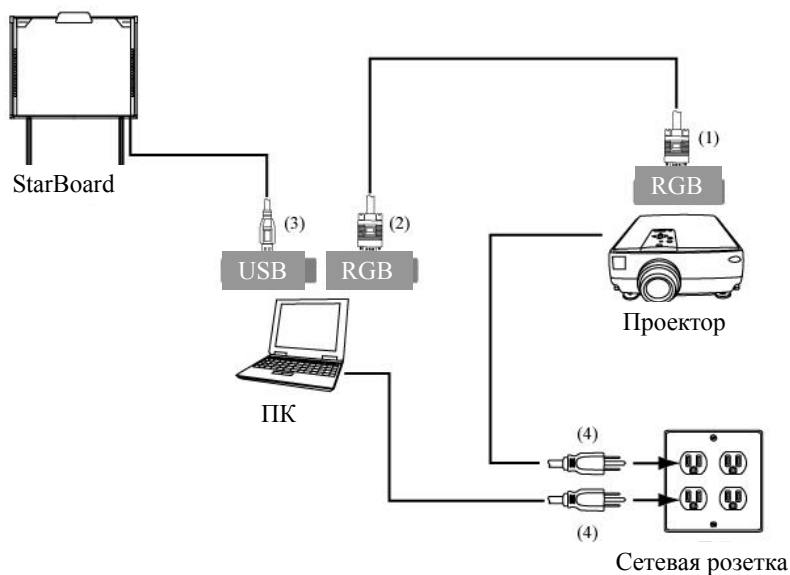 (1)
RGB
StarBoard
(3)
(2)
USB
RGB
Проектор
ПК
(4)
(4)
Сетевая розетка